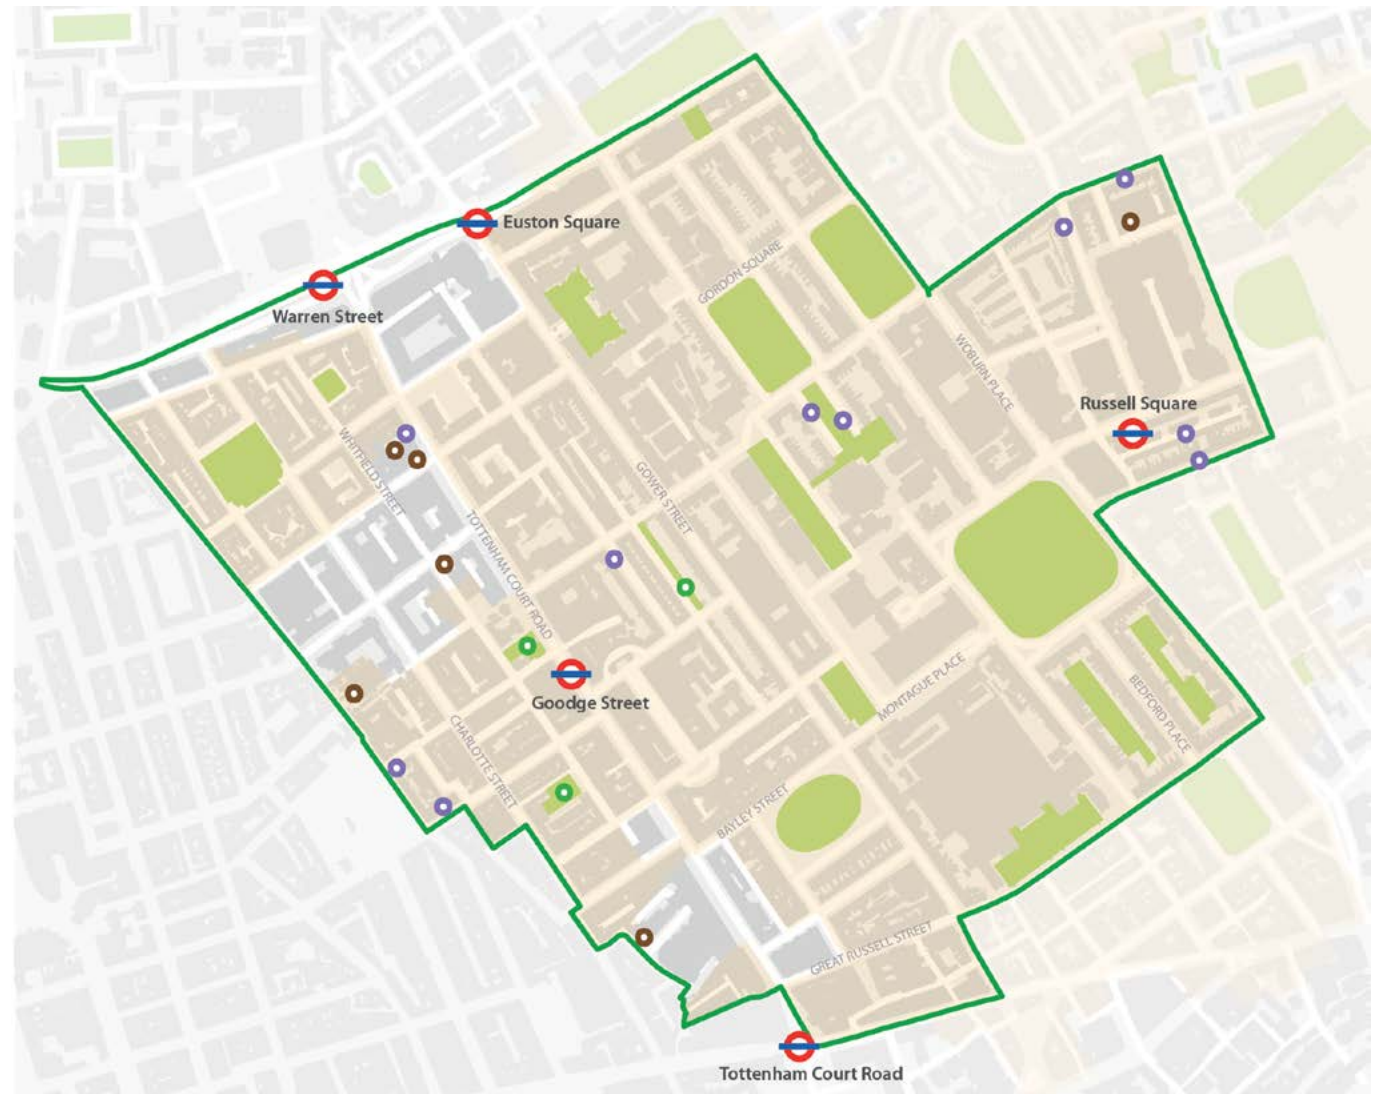 Euston Square
Warren Street
GORDON SQUARE
WOBURN PLACE
Russell Square
WHITFIELD STREET
GOWER STREET
TOTTENHAM COURT ROAD
Goodge Street
MONTAGUE PLACE
BEDFORD PLACE
CHARLOTTE STREET
BAYLEY STREET
GREAT RUSSELL STREET
Tottenham Court Road